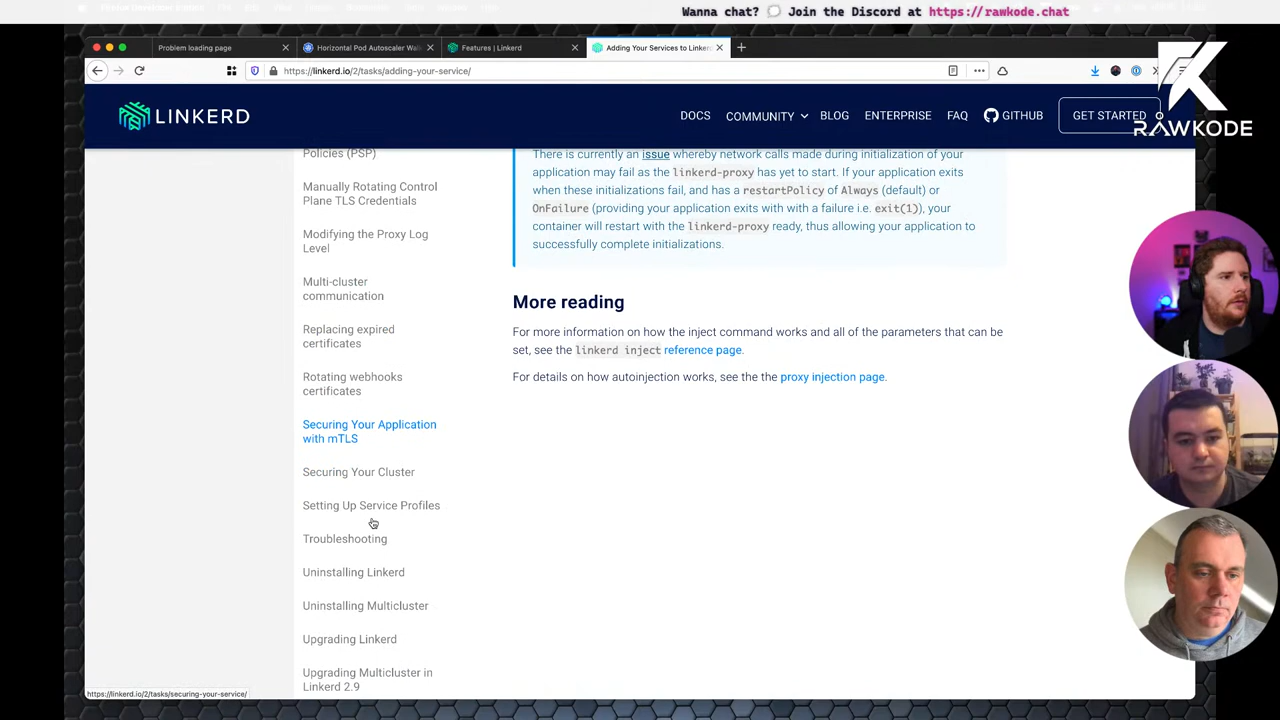 Wanna chat? 💬 Join the Discord at https://rawkode.chat
Problem loading page
Horizontal Pod Autoscaler Wal
Features | Linkerd
Adding Your Services to Linkerd
https://linkerd.io/2/tasks/adding-your-service/
LINKERD
DOCS
COMMUNITY
BLOG
ENTERPRISE
FAQ
GITHUB
GET STARTED
RAWKODE
Policies (PSP)
Manually Rotating Control
Plane TLS Credentials
Modifying the Proxy Log
Level
Multi-cluster
communication
Replacing expired
certificates
Rotating webhooks
certificates
Securing Your Application
with mTLS
Securing Your Cluster
Setting Up Service Profiles
Troubleshooting
Uninstalling Linkerd
Uninstalling Multicluster
Upgrading Linkerd
Upgrading Multicluster in
Linkerd 2.9
There is currently an issue whereby network calls made during initialization of your
application may fail as the linkerd-proxy has yet to start. If your application exits
when these initializations fail, and has a restartPolicy of Always (default) or
OnFailure (providing your application exits with with a failure i.e. exit(1)), your
container will restart with the linkerd-proxy ready, thus allowing your application to
successfully complete initializations.
More reading
For more information on how the inject command works and all of the parameters that can be
set, see the linkerd inject reference page.
For details on how autoinjection works, see the the proxy injection page.
https://linkerd.io/2/tasks/securing-your-service/